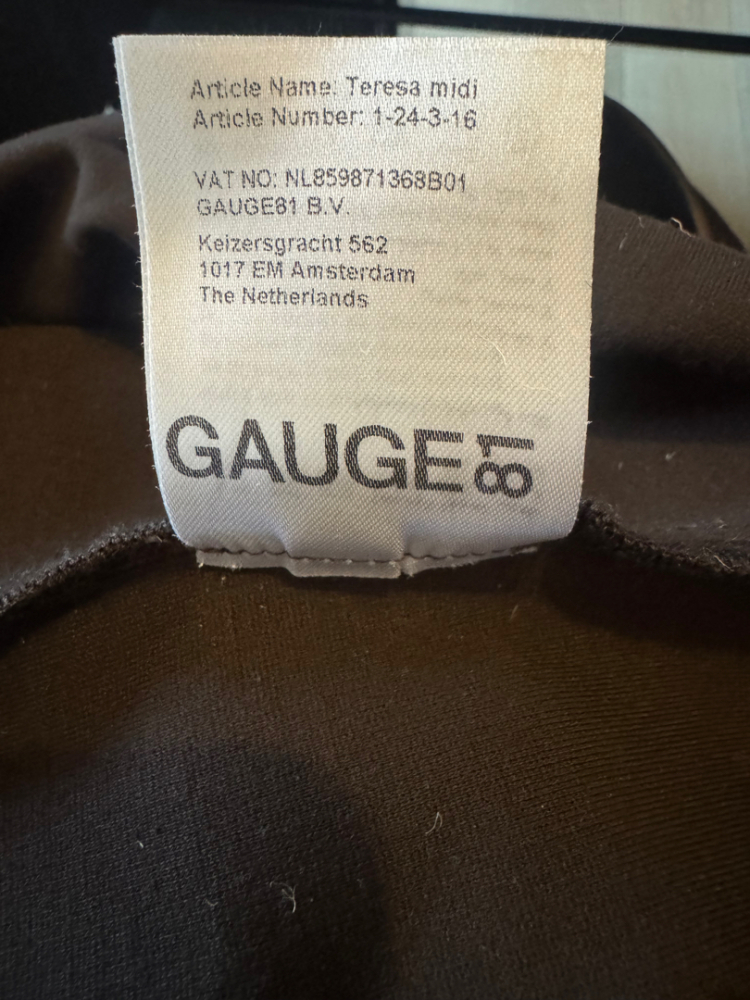 Article Name: Teresa midi
Article Number: 1-24-3-16
VAT NO: NL859871368B01
GAUGE81 B.V.
Keizersgracht 562
1017 EM Amsterdam
The Netherlands
GAUGE81